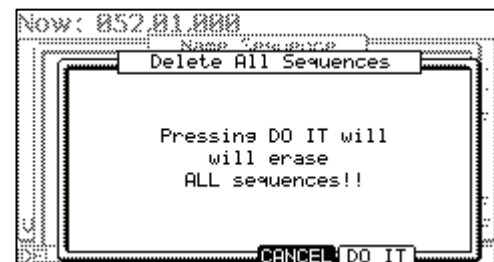 Now: 052.01.000
Name Sequence
Delete All Sequences
Pressing DO IT will
will erase
ALL sequences!!
CANCEL DO IT